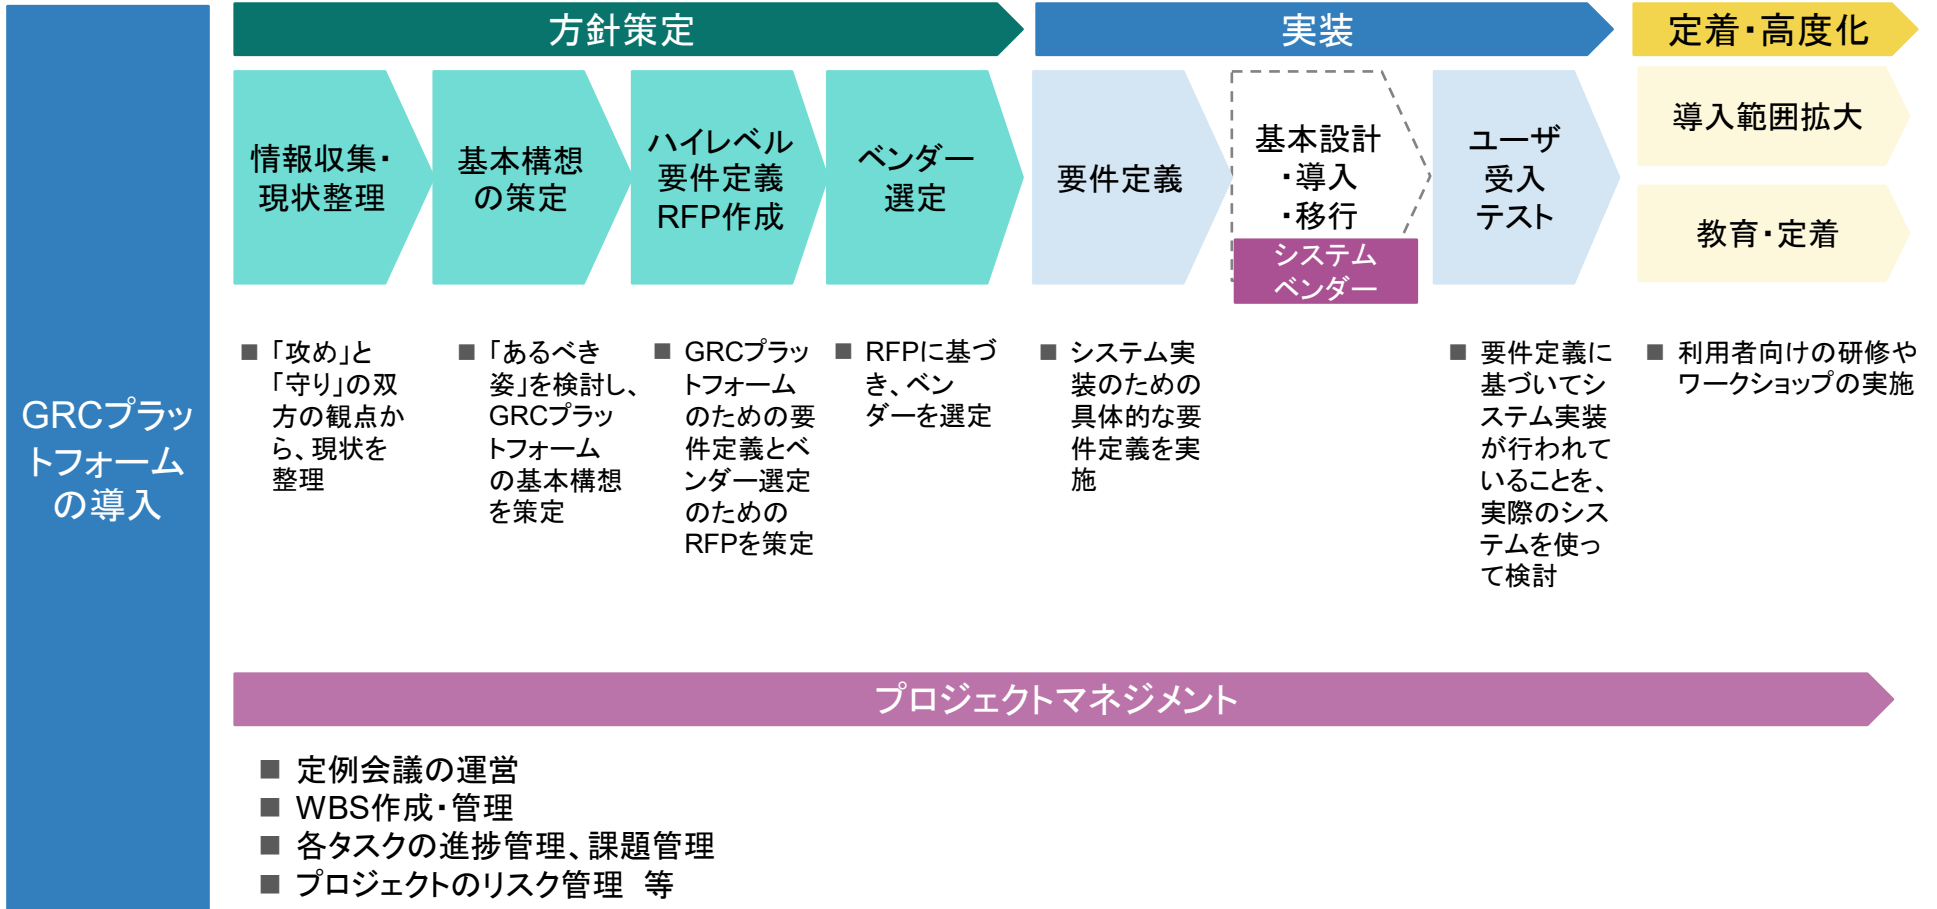 GRCプラッ
トフォーム
の導入
方針策定
実装
定着・高度化
情報収集・
現状整理
基本構想
の策定
ハイレベル
要件定義
RFP作成
ベンダー
選定
要件定義
基本設計
・導入
・移行
システム
ベンダー
ユーザ
受入
テスト
導入範囲拡大
教育・定着
■ 「攻め」と
「守り」の双
方の観点か
ら、現状を
整理
■ 「あるべき
姿」を検討し、
GRCプラッ
トフォーム
の基本構想
を策定
■ GRCプラッ
トフォーム
のための要
件定義とベ
ンダー選定
のための
RFPを策定
■ RFPに基づ
き、ベン
ダーを選定
■ システム実
装のための
具体的な要
件定義を実
施
■ 要件定義に
基づいてシ
ステム実装
が行われて
いることを、
実際のシス
テムを使っ
て検討
■ 利用者向けの研修や
ワークショップの実施
プロジェクトマネジメント
■ 定例会議の運営
■ WBS作成・管理
■ 各タスクの進捗管理、課題管理
■ プロジェクトのリスク管理 等